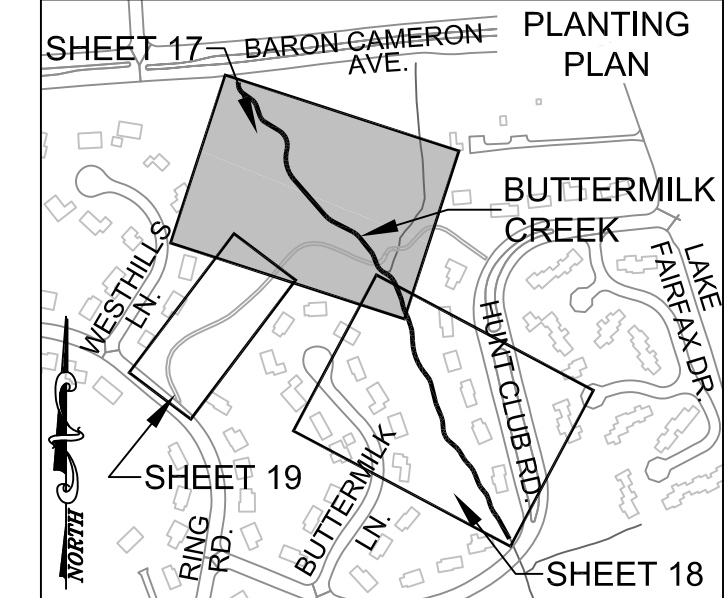 PLANTING
PLAN
SHEET 17
BARON CAMERON
AVE.
BUTTERMILK
CREEK
WESTHILLS
LN.
LAKE
FAIRFAX DR.
HUNT CLUB RD.
SHEET 19
BUTTERMILK
LN.
RING
RD.
NORTH
SHEET 18